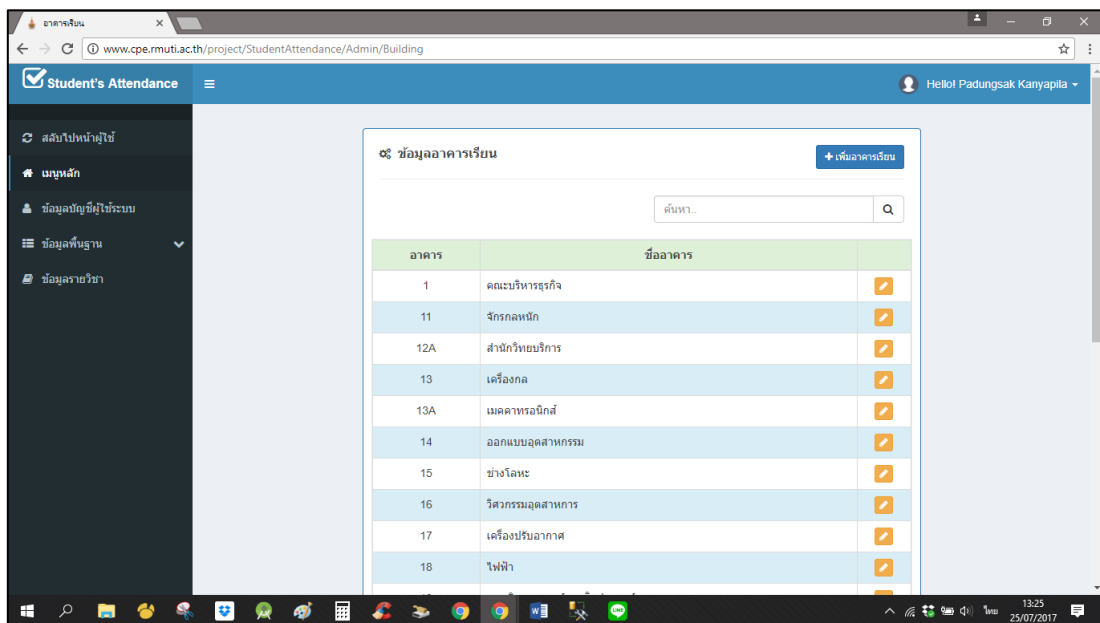 อาคารเรียน
www.cpe.rmuti.ac.th/project/StudentAttendance/Admin/Building
Student's Attendance
Hello! Padungsak Kanyapila
สลับไปหน้าผู้ใช้
เมนูหลัก
ข้อมูลบัญชีผู้ใช้ระบบ
ข้อมูลพื้นฐาน
ข้อมูลรายวิชา
ข้อมูลอาคารเรียน
+ เพิ่มอาคารเรียน
ค้นหา..
อาคาร ชื่ออาคาร
1 คณะบริหารธุรกิจ
11 จักรกลหนัก
12A สำนักวิทยบริการ
13 เครื่องกล
13A เมคคาทรอนิกส์
14 ออกแบบอุตสาหกรรม
15 ช่างโลหะ
16 วิศวกรรมอุตสาหการ
17 เครื่องปรับอากาศ
18 ไฟฟ้า
LINE
ไทย
13:25
25/07/2017